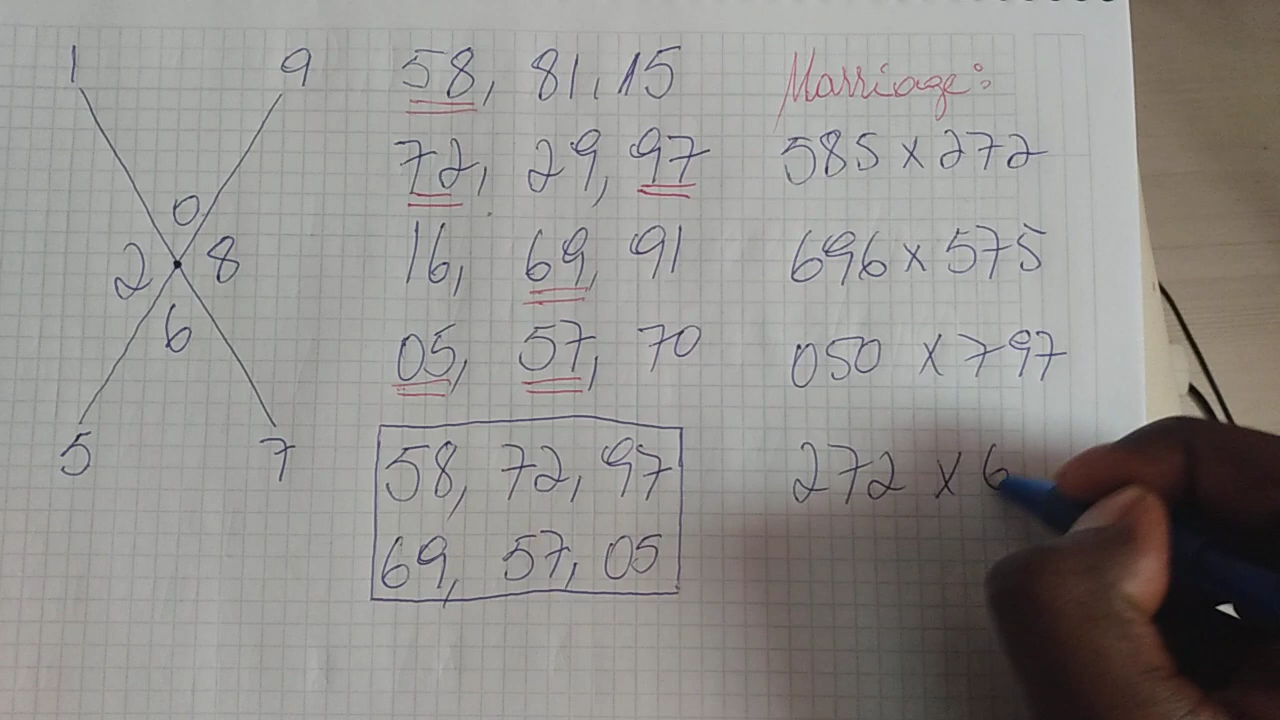 1 9
0
2 8
6
5 7
58, 81, 15
72, 29, 97
16, 69, 91
05, 57, 70
58, 72, 97
69, 57, 05
Marriage:
585 x 272
696 x 575
050 x 797
272 x 6